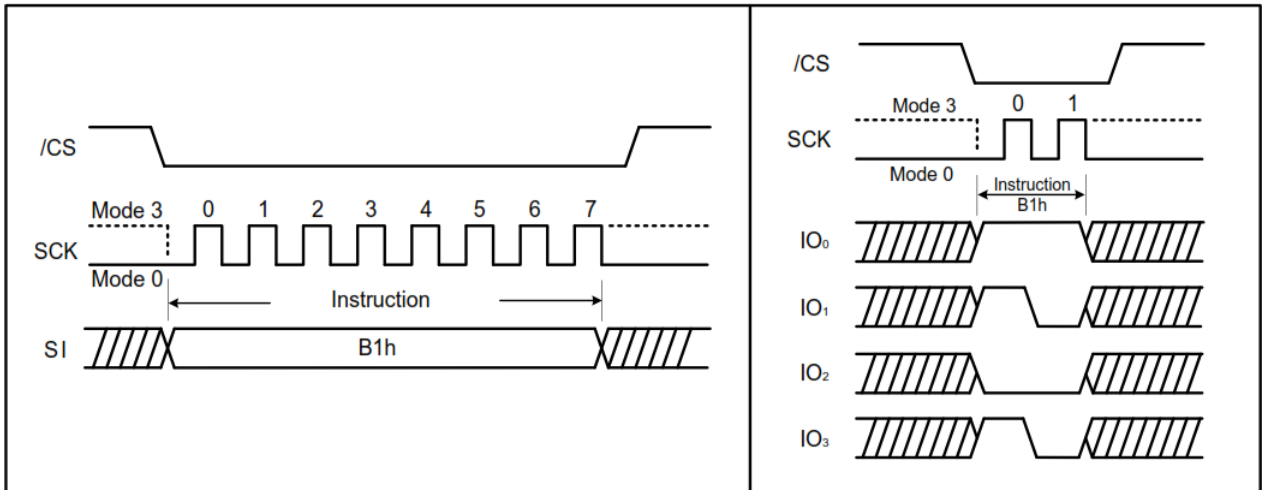 /CS
Mode 3 0 1 2 3 4 5 6 7
SCK
Mode 0
Instruction
SI
B1h
/CS
Mode 3 0 1
SCK
Mode 0
Instruction
B1h
IO₀
IO₁
IO₂
IO₃